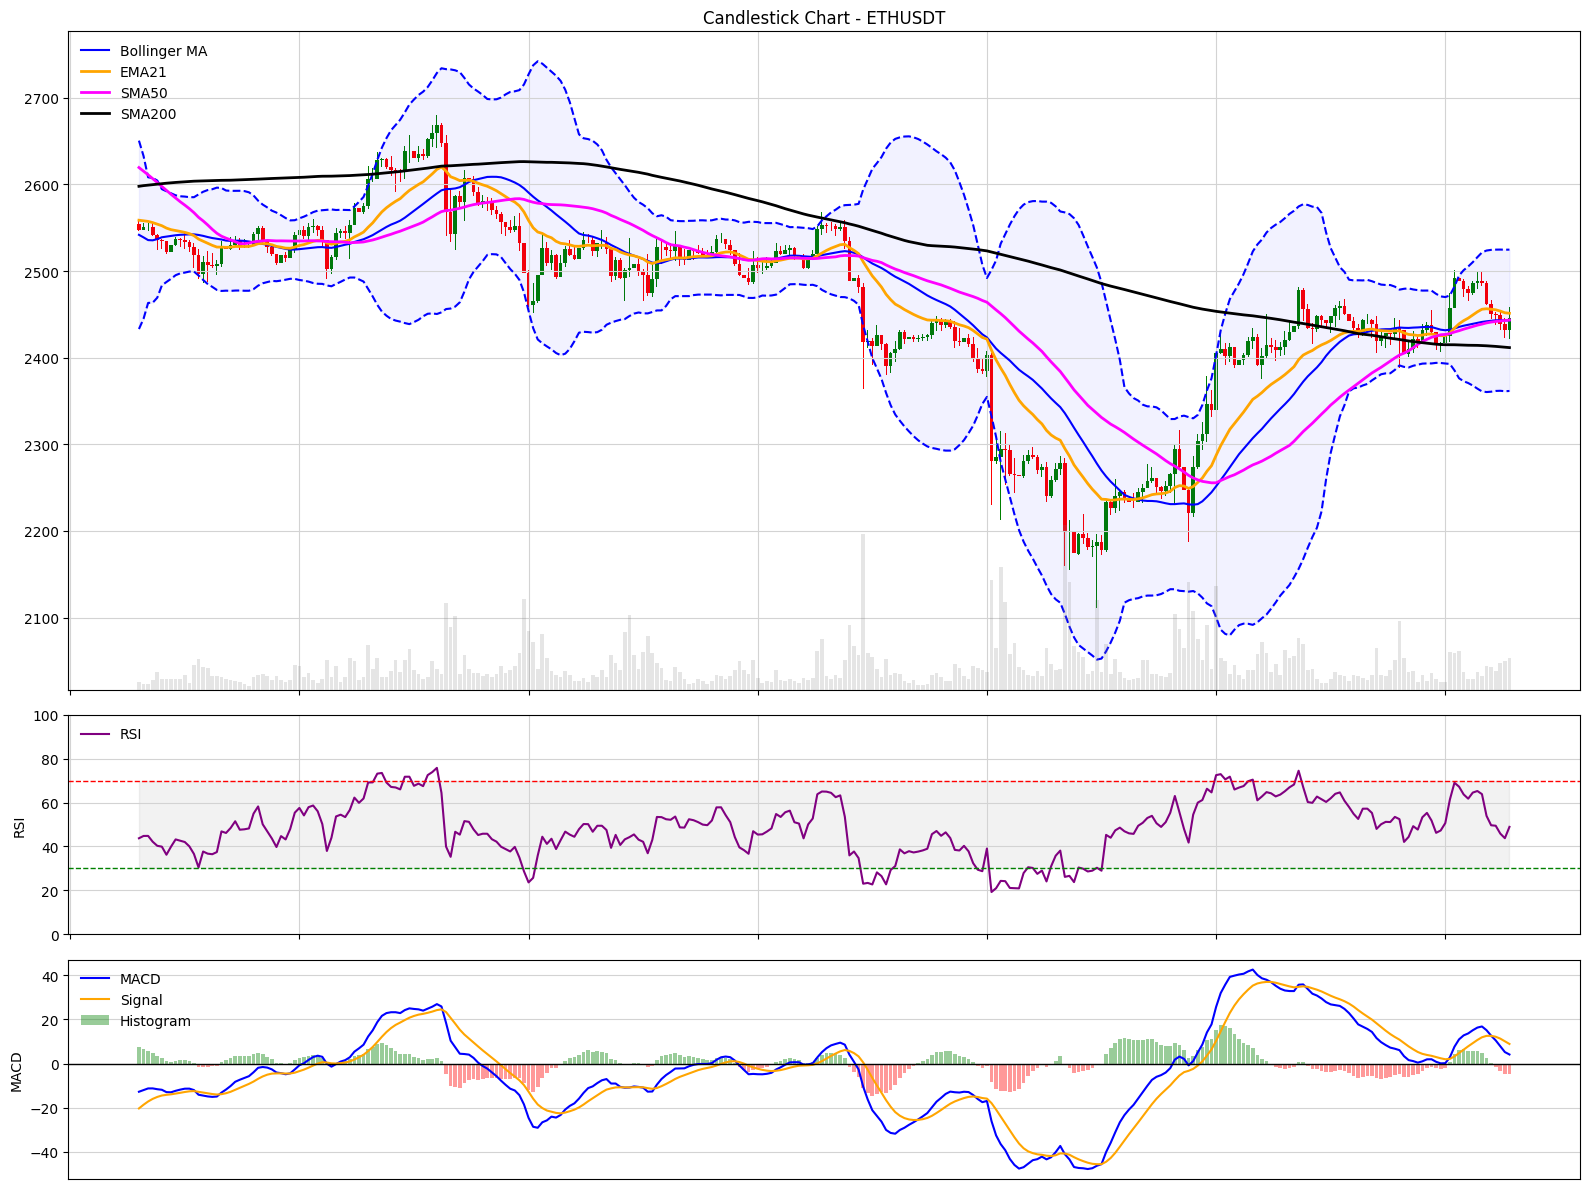 Candlestick Chart - ETHUSDT
Bollinger MA
EMA21
SMA50
SMA200
2700
2600
2500
2400
2300
2200
2100
100
80
60
40
20
0
RSI
RSI
40
20
0
−20
−40
MACD
MACD
Signal
Histogram